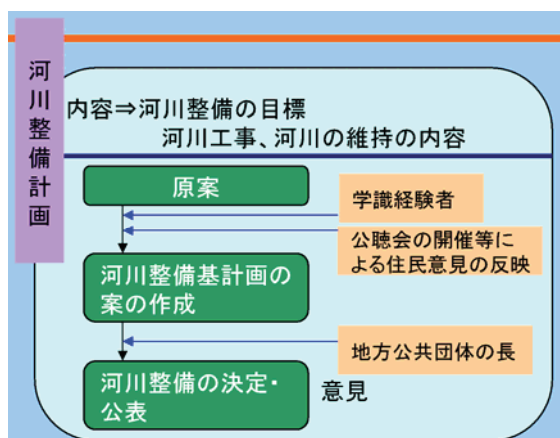 河川整備計画
内容⇒河川整備の目標
河川工事、河川の維持の内容
原案
学識経験者
公聴会の開催等に
よる住民意見の反映
河川整備基計画の
案の作成
地方公共団体の長
河川整備の決定・
公表
意見